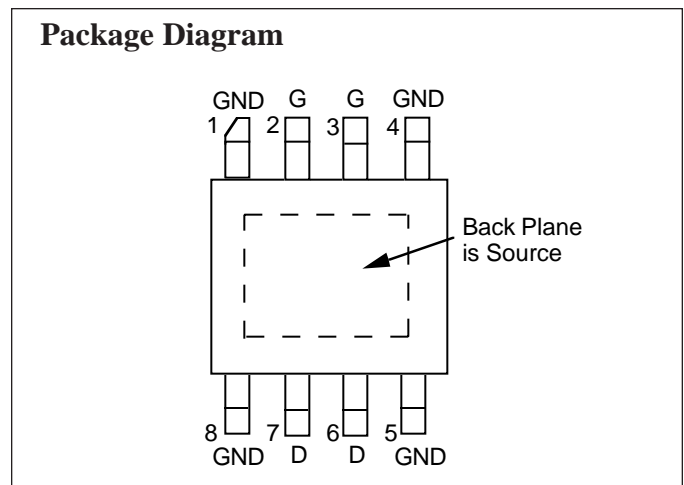 Package Diagram
GND G G GND
1 2 3 4
Back Plane
is Source
8 7 6 5
GND D D GND